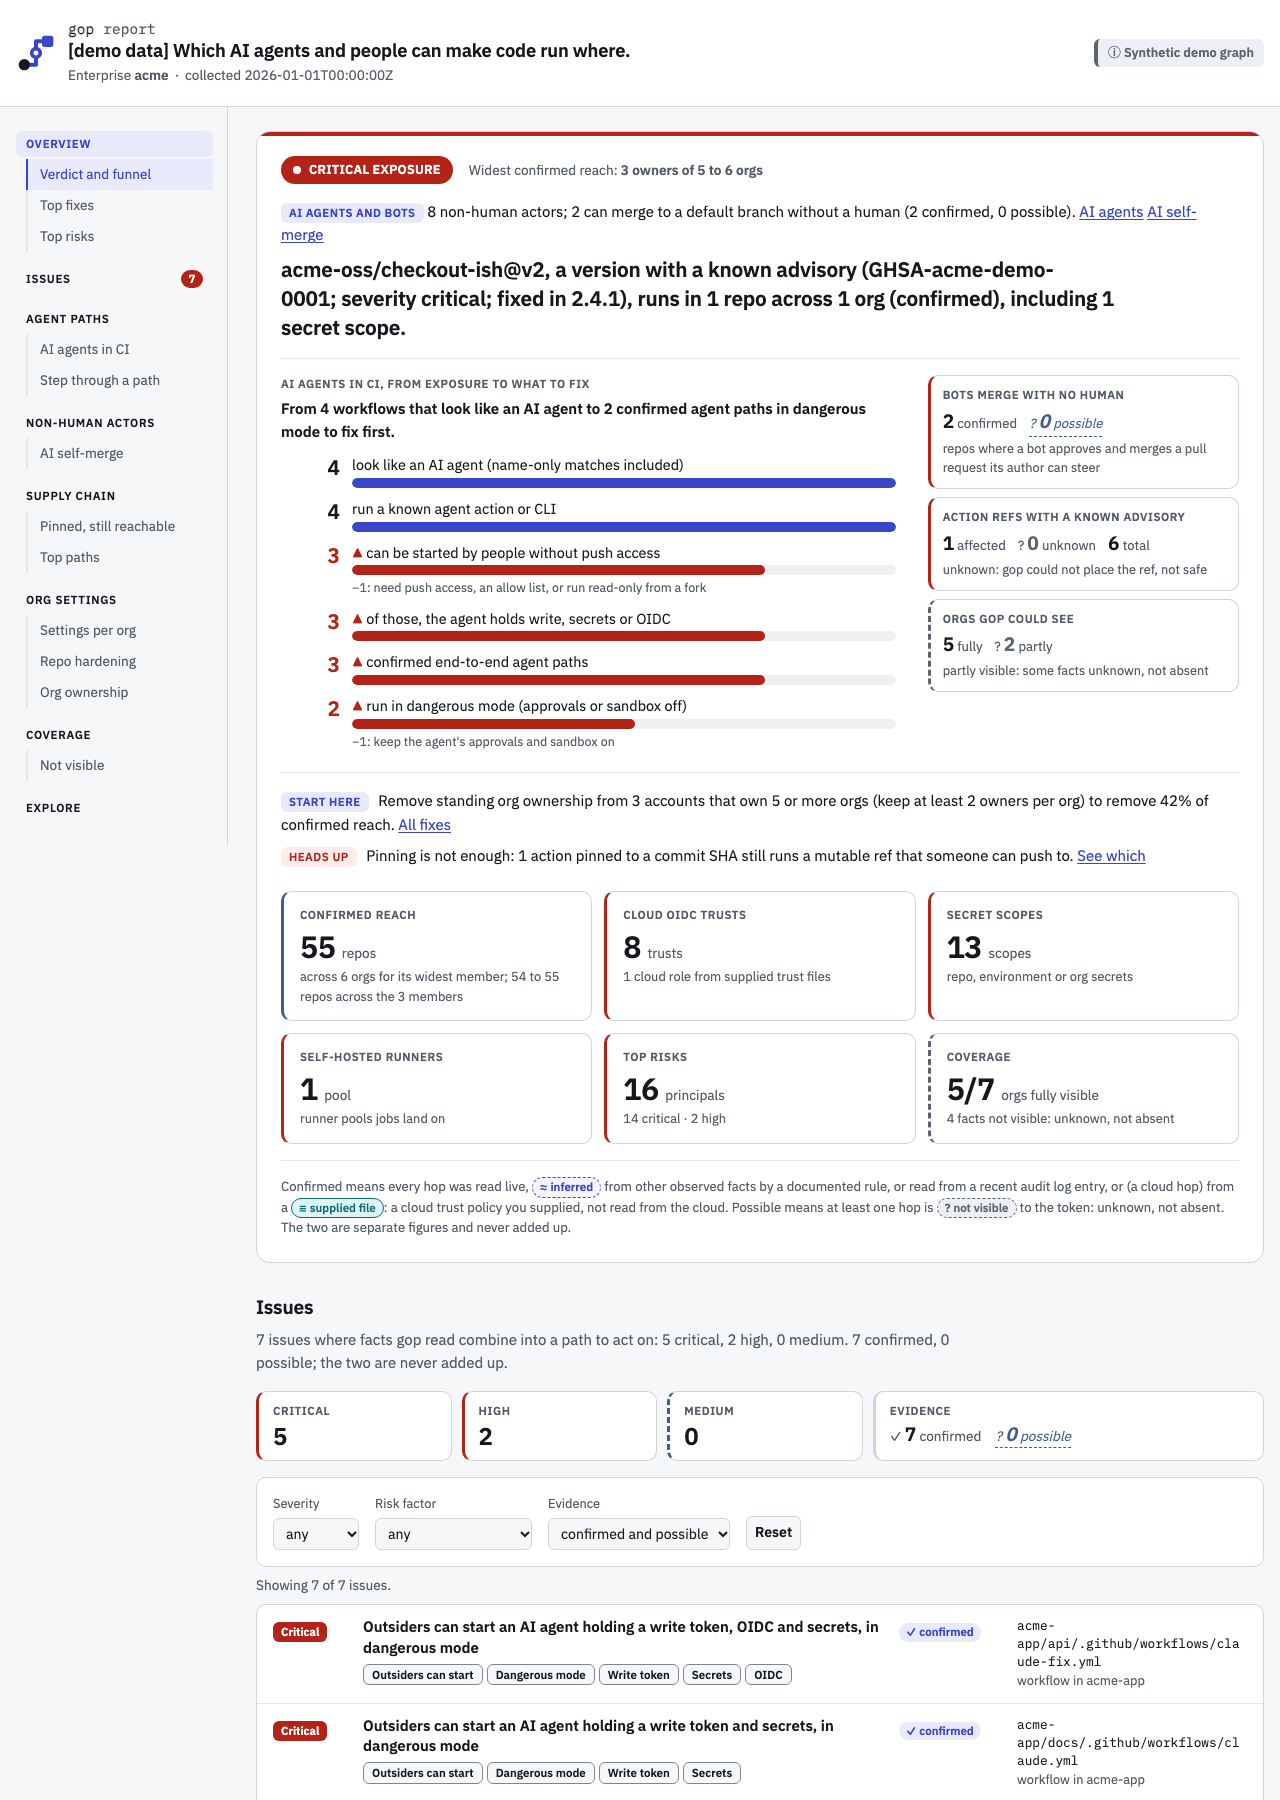 gop report
[demo data] Which AI agents and people can make code run where.
Enterprise acme · collected 2026-01-01T00:00:00Z
ⓘ Synthetic demo graph
OVERVIEW
Verdict and funnel
Top fixes
Top risks
ISSUES 7
AGENT PATHS
AI agents in CI
Step through a path
NON-HUMAN ACTORS
AI self-merge
SUPPLY CHAIN
Pinned, still reachable
Top paths
ORG SETTINGS
Settings per org
Repo hardening
Org ownership
COVERAGE
Not visible
EXPLORE
CRITICAL EXPOSURE
Widest confirmed reach: 3 owners of 5 to 6 orgs
AI AGENTS AND BOTS 8 non-human actors; 2 can merge to a default branch without a human (2 confirmed, 0 possible). AI agents AI self-
merge
acme-oss/checkout-ish@v2, a version with a known advisory (GHSA-acme-demo-
0001; severity critical; fixed in 2.4.1), runs in 1 repo across 1 org (confirmed), including 1
secret scope.
AI AGENTS IN CI, FROM EXPOSURE TO WHAT TO FIX
From 4 workflows that look like an AI agent to 2 confirmed agent paths in dangerous
mode to fix first.
4 look like an AI agent (name-only matches included)
4 run a known agent action or CLI
3 ▲ can be started by people without push access
−1: need push access, an allow list, or run read-only from a fork
3 ▲ of those, the agent holds write, secrets or OIDC
3 ▲ confirmed end-to-end agent paths
2 ▲ run in dangerous mode (approvals or sandbox off)
−1: keep the agent's approvals and sandbox on
BOTS MERGE WITH NO HUMAN
2 confirmed ? 0 possible
repos where a bot approves and merges a pull
request its author can steer
ACTION REFS WITH A KNOWN ADVISORY
1 affected ? 0 unknown 6 total
unknown: gop could not place the ref, not safe
ORGS GOP COULD SEE
5 fully ? 2 partly
partly visible: some facts unknown, not absent
START HERE Remove standing org ownership from 3 accounts that own 5 or more orgs (keep at least 2 owners per org) to remove 42% of
confirmed reach. All fixes
HEADS UP Pinning is not enough: 1 action pinned to a commit SHA still runs a mutable ref that someone can push to. See which
CONFIRMED REACH
55 repos
across 6 orgs for its widest member; 54 to 55
repos across the 3 members
CLOUD OIDC TRUSTS
8 trusts
1 cloud role from supplied trust files
SECRET SCOPES
13 scopes
repo, environment or org secrets
SELF-HOSTED RUNNERS
1 pool
runner pools jobs land on
TOP RISKS
16 principals
14 critical · 2 high
COVERAGE
5/7 orgs fully visible
4 facts not visible: unknown, not absent
Confirmed means every hop was read live, ≈ inferred from other observed facts by a documented rule, or read from a recent audit log entry, or (a cloud hop) from
a ≡ supplied file: a cloud trust policy you supplied, not read from the cloud. Possible means at least one hop is ? not visible to the token: unknown, not absent.
The two are separate figures and never added up.
Issues
7 issues where facts gop read combine into a path to act on: 5 critical, 2 high, 0 medium. 7 confirmed, 0
possible; the two are never added up.
CRITICAL
5
HIGH
2
MEDIUM
0
EVIDENCE
✓ 7 confirmed ? 0 possible
Severity
any
Risk factor
any
Evidence
confirmed and possible
Reset
Showing 7 of 7 issues.
Critical
Outsiders can start an AI agent holding a write token, OIDC and secrets, in
dangerous mode
Outsiders can start Dangerous mode Write token Secrets OIDC
✓ confirmed
acme-
app/api/.github/workflows/cla
ude-fix.yml
workflow in acme-app
Critical
Outsiders can start an AI agent holding a write token and secrets, in
dangerous mode
Outsiders can start Dangerous mode Write token Secrets
✓ confirmed
acme-
app/docs/.github/workflows/cl
aude.yml
workflow in acme-app